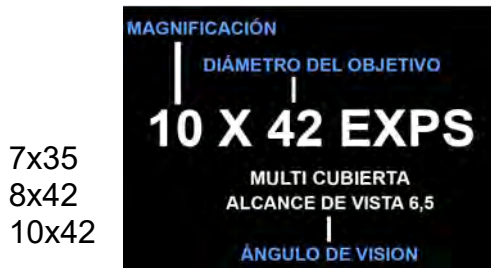 MAGNIFICACIÓN
DIÁMETRO DEL OBJETIVO
10 X 42 EXPS
MULTI CUBIERTA
ALCANCE DE VISTA 6,5
ÁNGULO DE VISION
7x35
8x42
10x42